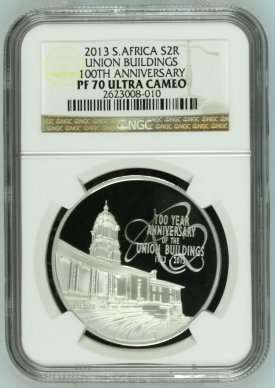 2013 S.AFRICA S2R
UNION BUILDINGS
100TH ANNIVERSARY
PF 70 ULTRA CAMEO
2623008-010
NGC
100 YEAR
ANNIVERSARY
OF THE
UNION BUILDINGS